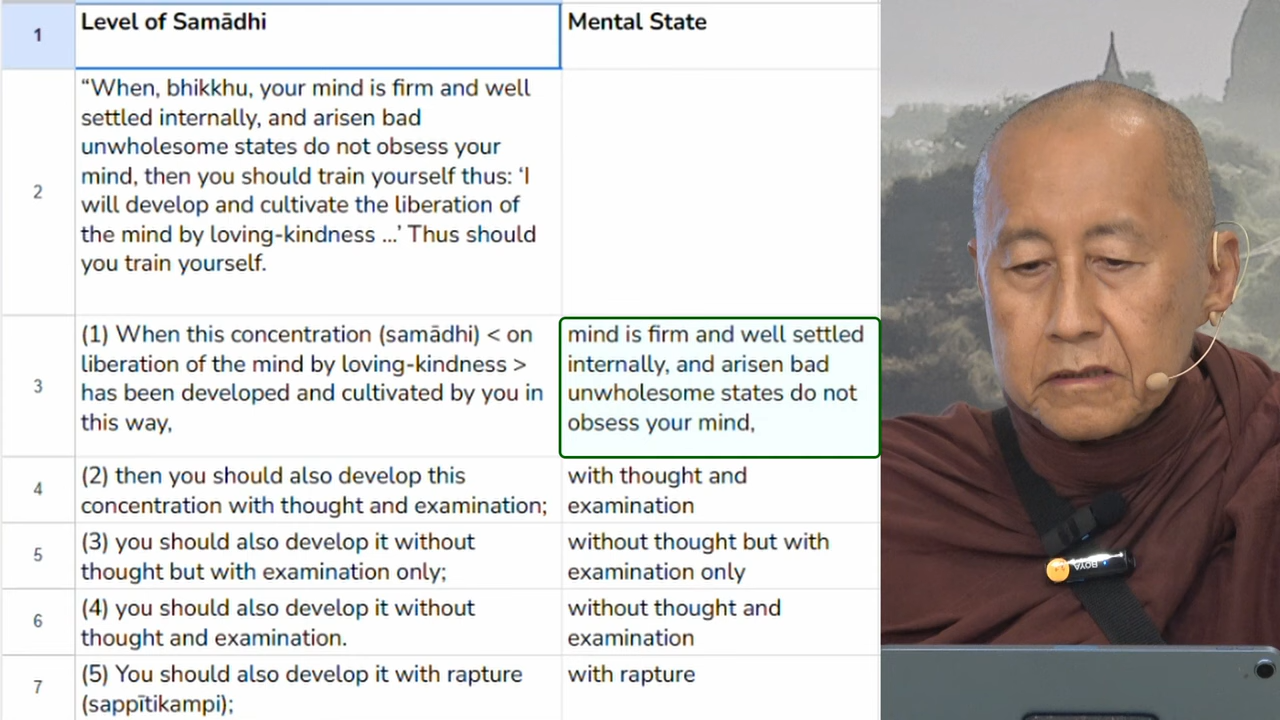 1
Level of Samādhi
Mental State
2
“When, bhikkhu, your mind is firm and well
settled internally, and arisen bad
unwholesome states do not obsess your
mind, then you should train yourself thus: ‘I
will develop and cultivate the liberation of
the mind by loving-kindness ...’ Thus should
you train yourself.
3
(1) When this concentration (samādhi) < on
liberation of the mind by loving-kindness >
has been developed and cultivated by you in
this way,
mind is firm and well settled
internally, and arisen bad
unwholesome states do not
obsess your mind,
4
(2) then you should also develop this
concentration with thought and examination;
with thought and
examination
5
(3) you should also develop it without
thought but with examination only;
without thought but with
examination only
6
(4) you should also develop it without
thought and examination.
without thought and
examination
7
(5) You should also develop it with rapture
(sappītikampi);
with rapture
BOYA